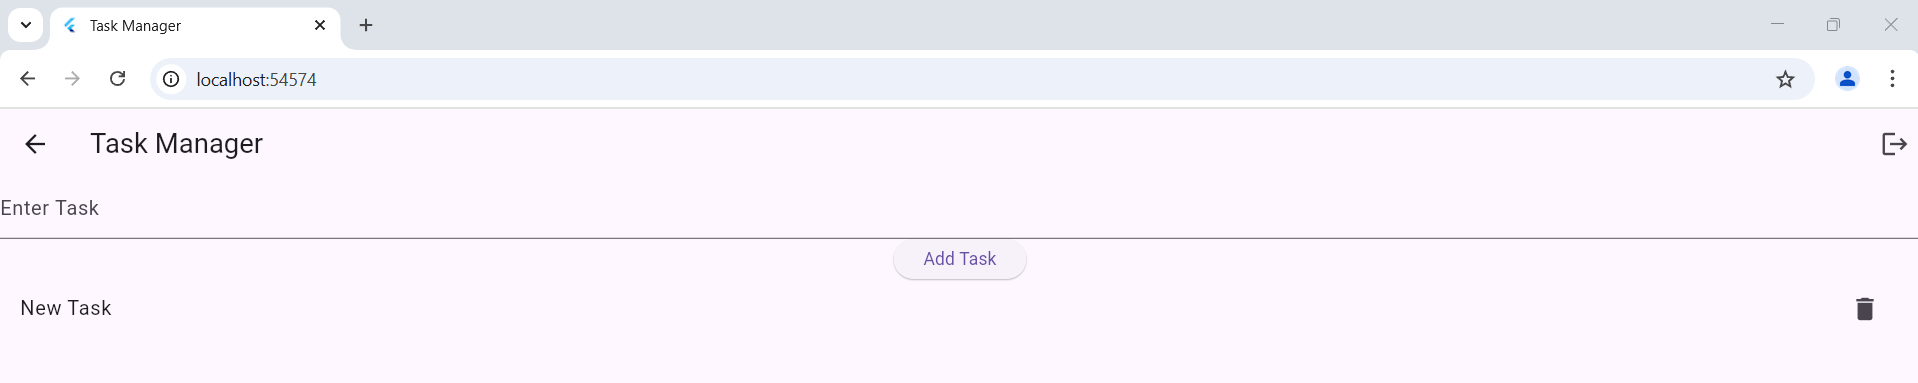 Task Manager
localhost:54574
Task Manager
Enter Task
Add Task
New Task